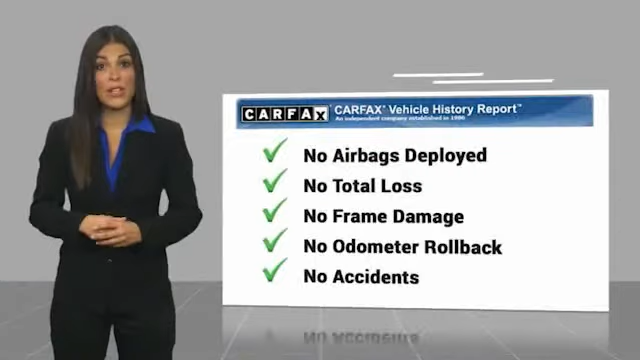 CARFAX CARFAX® Vehicle History Report™
An independent company established in 1986
No Airbags Deployed
No Total Loss
No Frame Damage
No Odometer Rollback
No Accidents